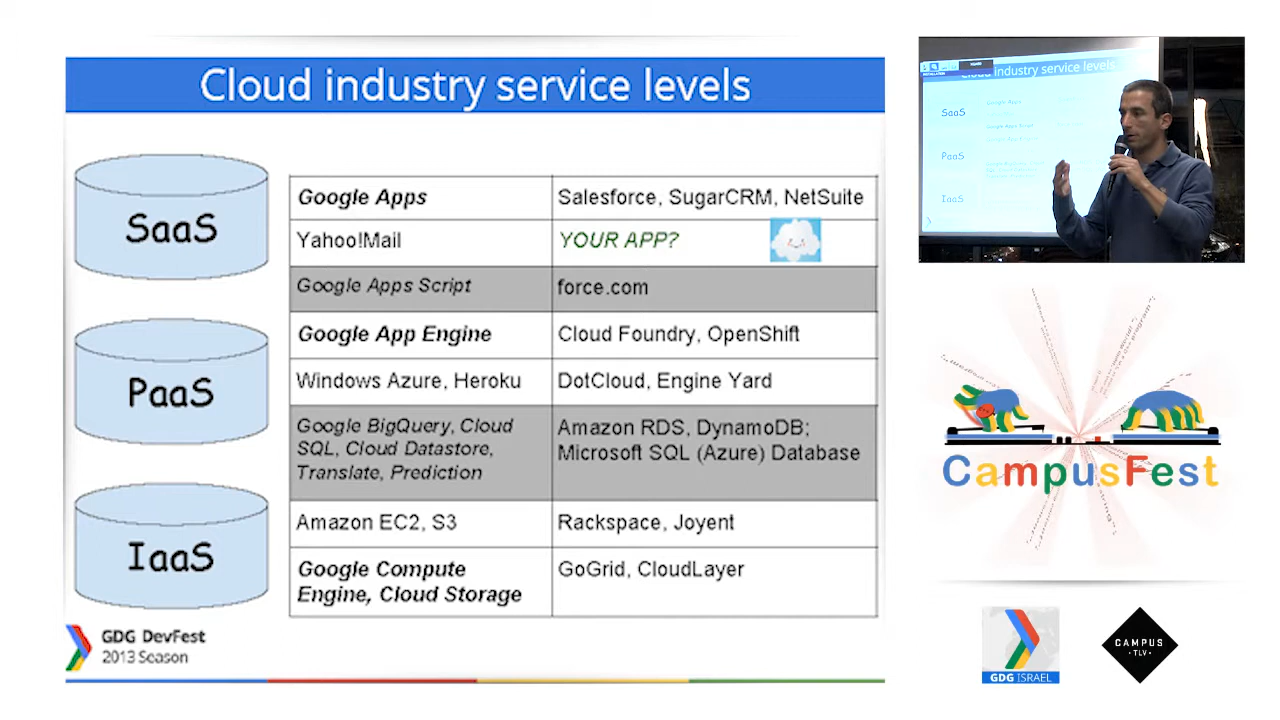 Cloud industry service levels
SaaS
PaaS
IaaS
Google Apps
Salesforce, SugarCRM, NetSuite
Yahoo!Mail
YOUR APP?
Google Apps Script
force.com
Google App Engine
Cloud Foundry, OpenShift
Windows Azure, Heroku
DotCloud, Engine Yard
Google BigQuery, Cloud
SQL, Cloud Datastore,
Translate, Prediction
Amazon RDS, DynamoDB;
Microsoft SQL (Azure) Database
Amazon EC2, S3
Rackspace, Joyent
Google Compute
Engine, Cloud Storage
GoGrid, CloudLayer
GDG DevFest
2013 Season
Cloud industry service levels
SaaS
PaaS
IaaS
CampusFest
GDG ISRAEL
CAMPUS
TLV